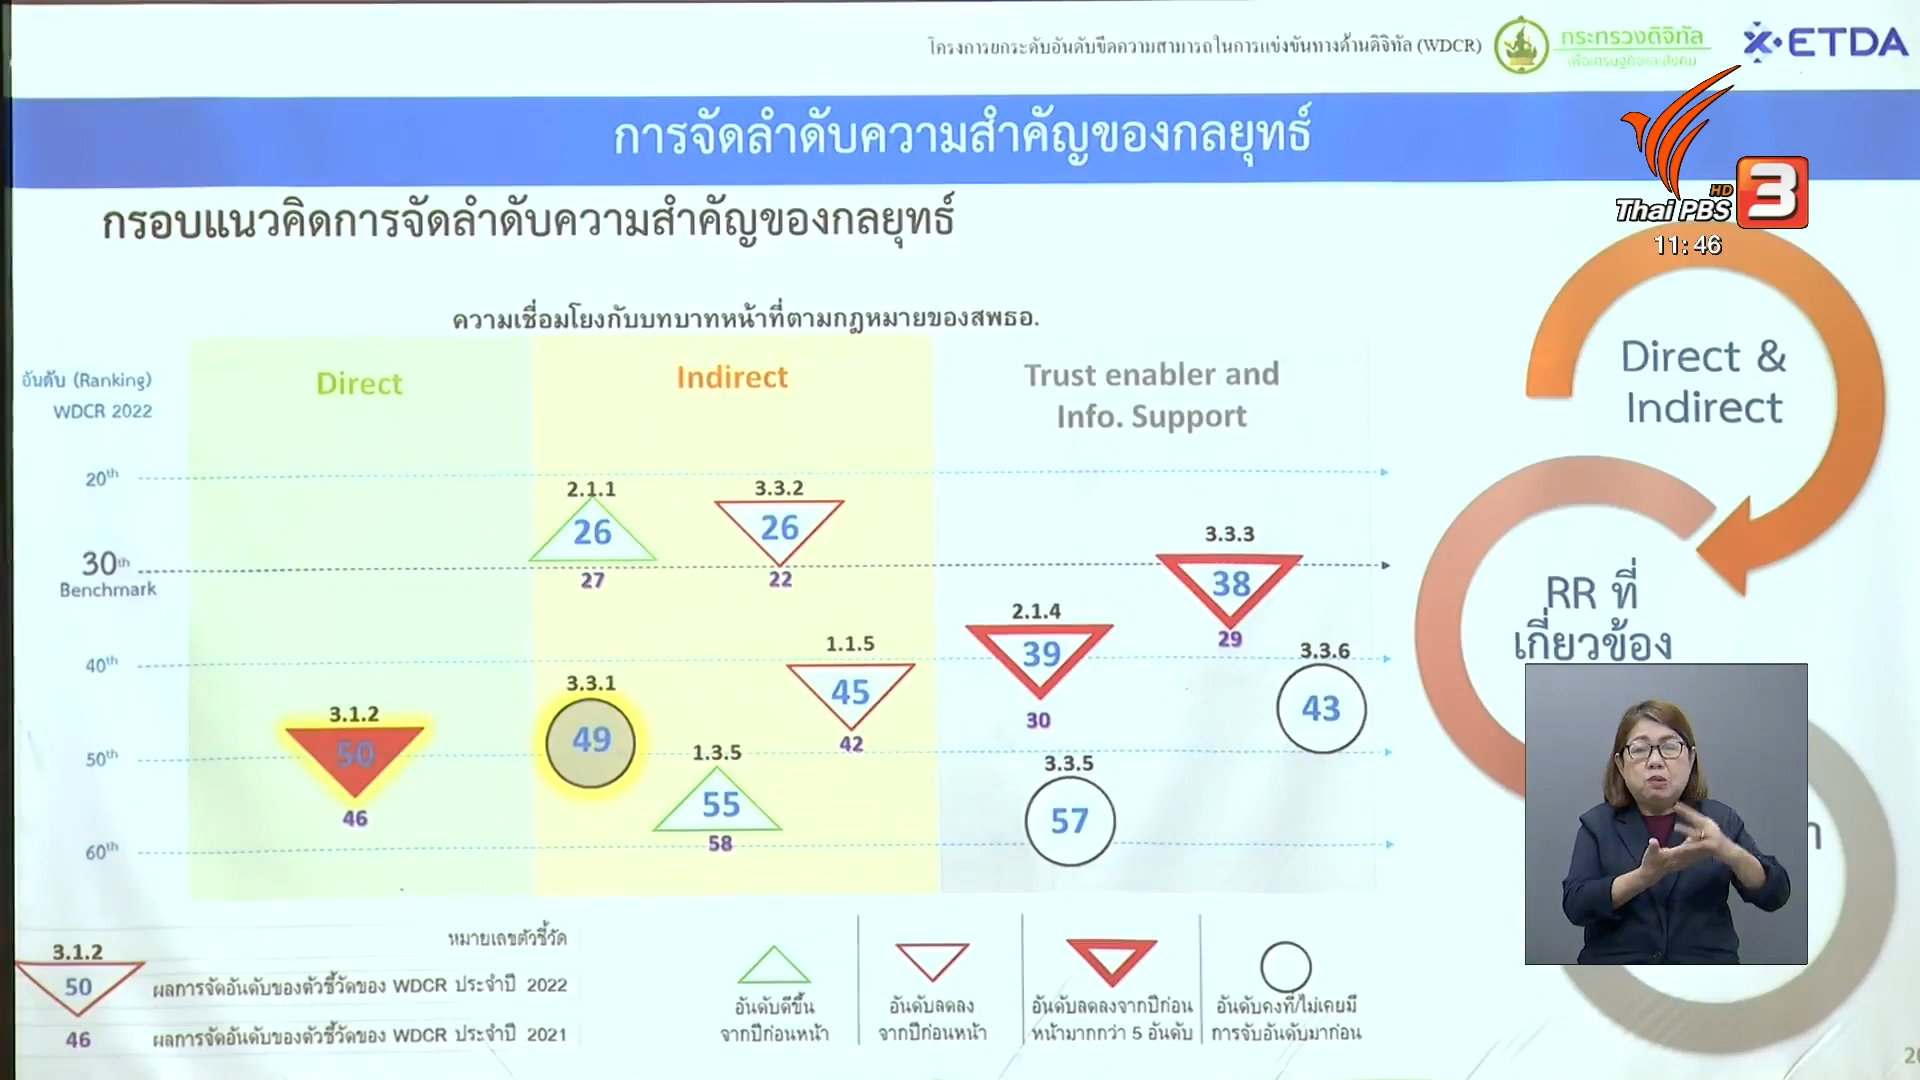 โครงการยกระดับอันดับขีดความสามารถในการแข่งขันทางด้านดิจิทัล (WDCR)
กระทรวงดิจิทัล
เพื่อเศรษฐกิจและสังคม
ETDA
การจัดลำดับความสำคัญของกลยุทธ์
HD
Thai PBS 3
11:46
กรอบแนวคิดการจัดลำดับความสำคัญของกลยุทธ์
ความเชื่อมโยงกับบทบาทหน้าที่ตามกฎหมายของสพธอ.
อันดับ (Ranking)
WDCR 2022
Direct
Indirect
Trust enabler and
Info. Support
Direct &
Indirect
20th
2.1.1
26
27
3.3.2
26
22
30th
Benchmark
3.3.3
38
29
2.1.4
39
30
RR ที่
เกี่ยวข้อง
40th
1.1.5
45
42
3.3.6
43
3.3.1
49
3.1.2
50
46
50th
1.3.5
55
58
3.3.5
57
60th
3.1.2
50
46
หมายเลขตัวชี้วัด
ผลการจัดอันดับของตัวชี้วัดของ WDCR ประจำปี 2022
ผลการจัดอันดับของตัวชี้วัดของ WDCR ประจำปี 2021
อันดับดีขึ้น
จากปีก่อนหน้า
อันดับลดลง
จากปีก่อนหน้า
อันดับลดลงจากปีก่อน
หน้ามากกว่า 5 อันดับ
อันดับคงที่/ไม่เคยมี
การจับอันดับมาก่อน